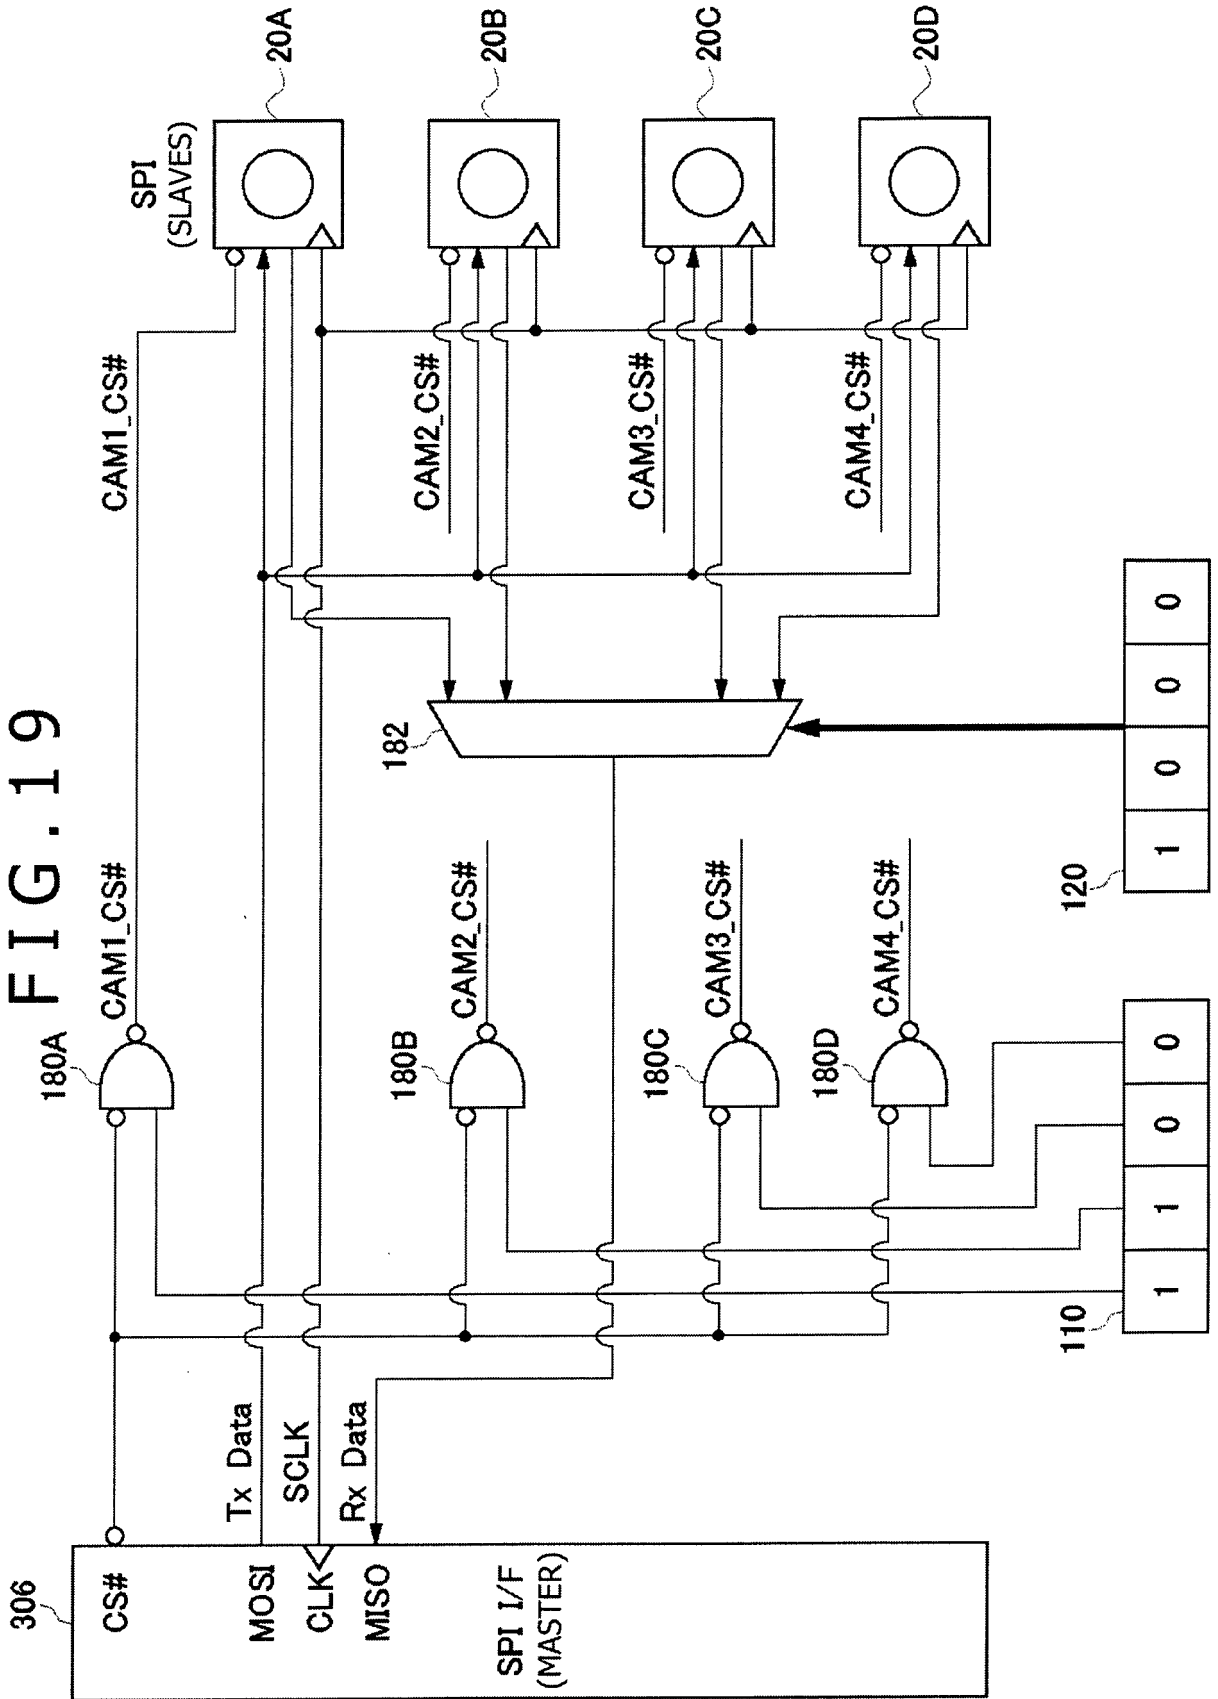 FIG.19
306
CS#
MOSI
CLK
MISO
SPI I/F
(MASTER)
Tx Data
SCLK
Rx Data
180A
CAM1_CS#
180B
CAM2_CS#
180C
CAM3_CS#
180D
CAM4_CS#
110
1
1
0
0
182
120
1
0
0
0
CAM1_CS#
CAM2_CS#
CAM3_CS#
CAM4_CS#
SPI
(SLAVES)
20A
20B
20C
20D